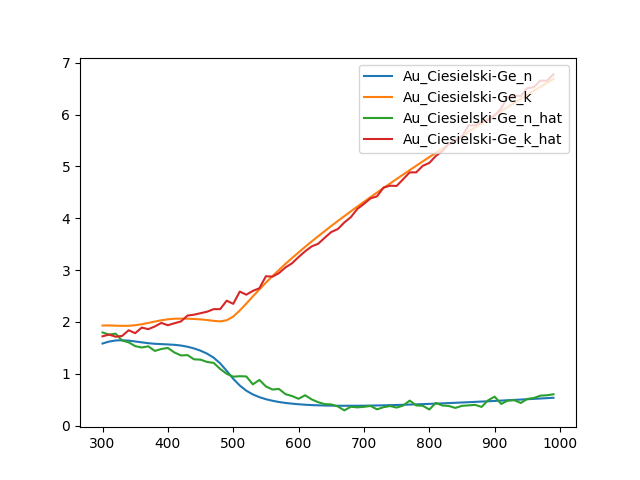 Au_Ciesielski-Ge_n
Au_Ciesielski-Ge_k
Au_Ciesielski-Ge_n_hat
Au_Ciesielski-Ge_k_hat
7
6
5
4
3
2
1
0
300 400 500 600 700 800 900 1000